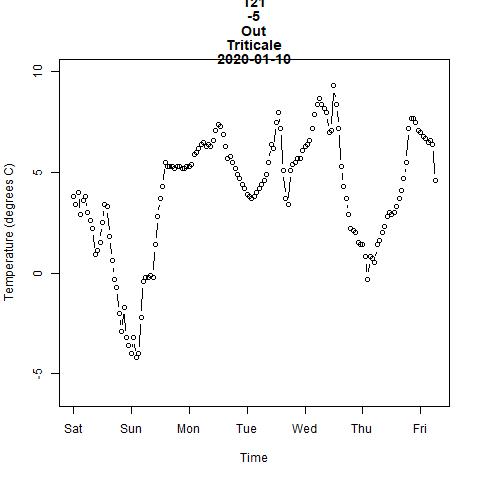 121
-5
Out
Triticale
2020-01-10
Temperature (degrees C)
10
5
0
-5
Sat Sun Mon Tue Wed Thu Fri
Time